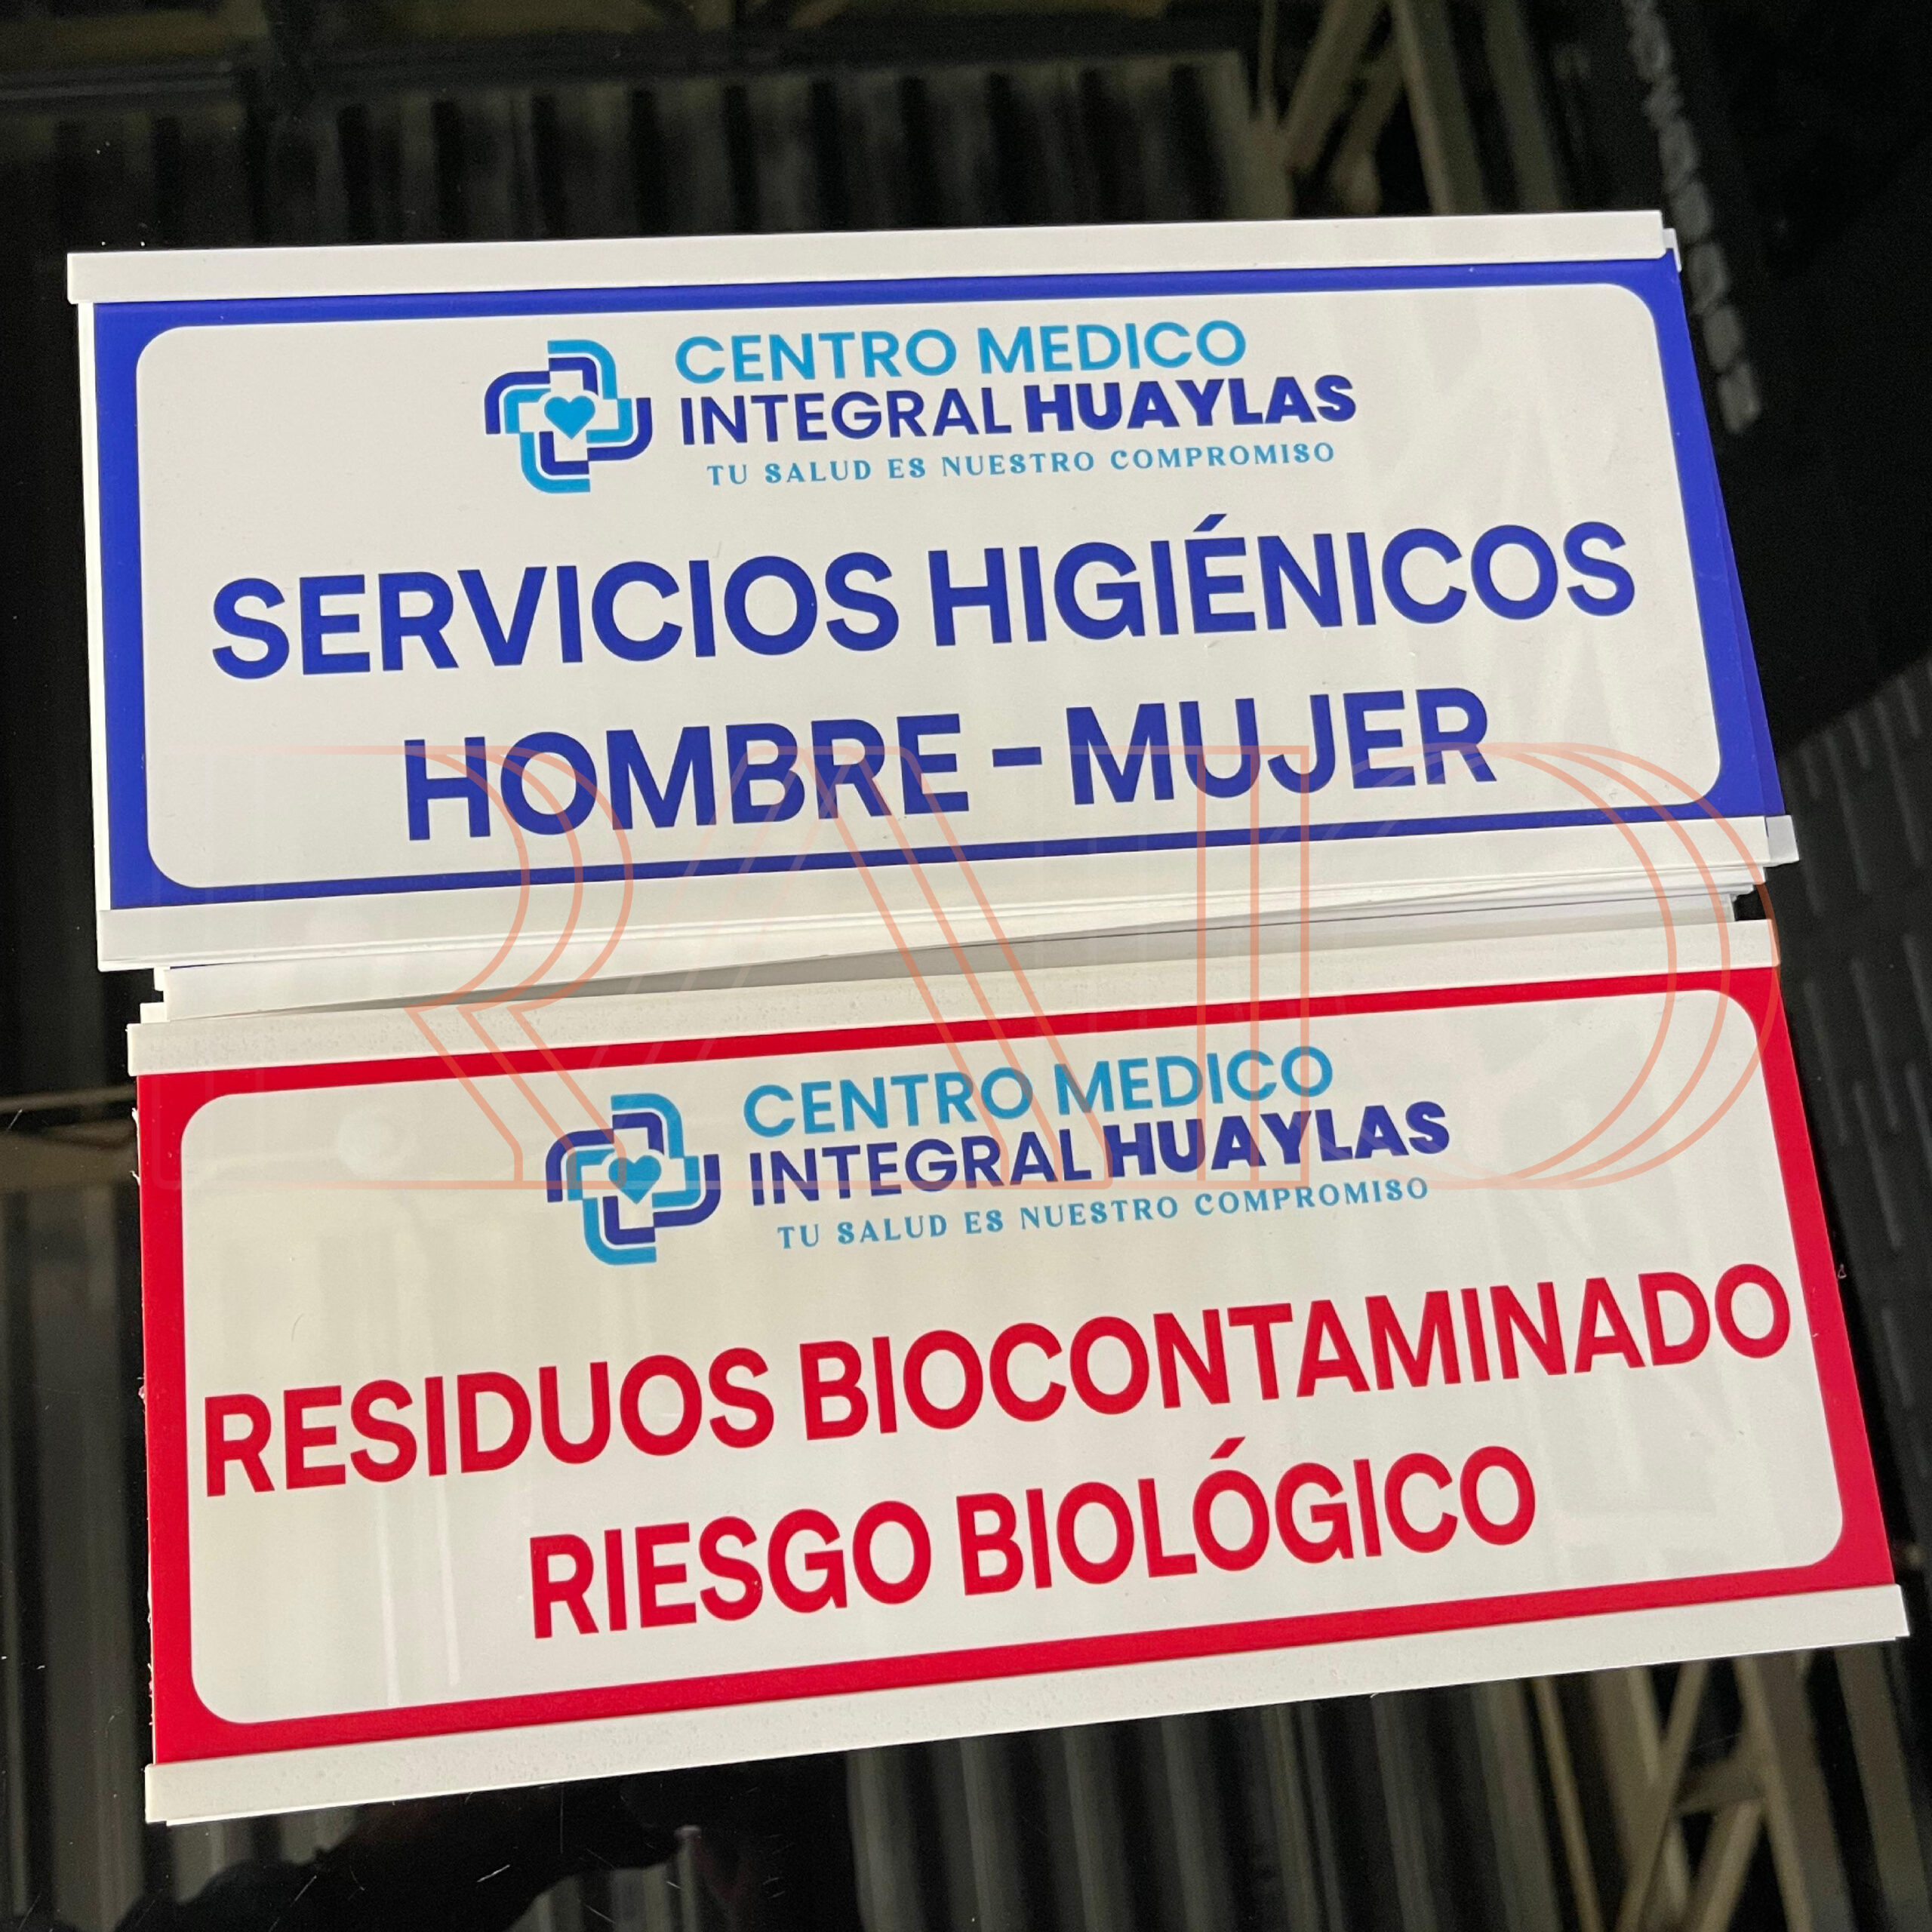 CENTRO MEDICO
INTEGRAL HUAYLAS
TU SALUD ES NUESTRO COMPROMISO
SERVICIOS HIGIÉNICOS
HOMBRE - MUJER
RAID
CENTRO MEDICO
INTEGRAL HUAYLAS
TU SALUD ES NUESTRO COMPROMISO
RESIDUOS BIOCONTAMINADO
RIESGO BIOLÓGICO